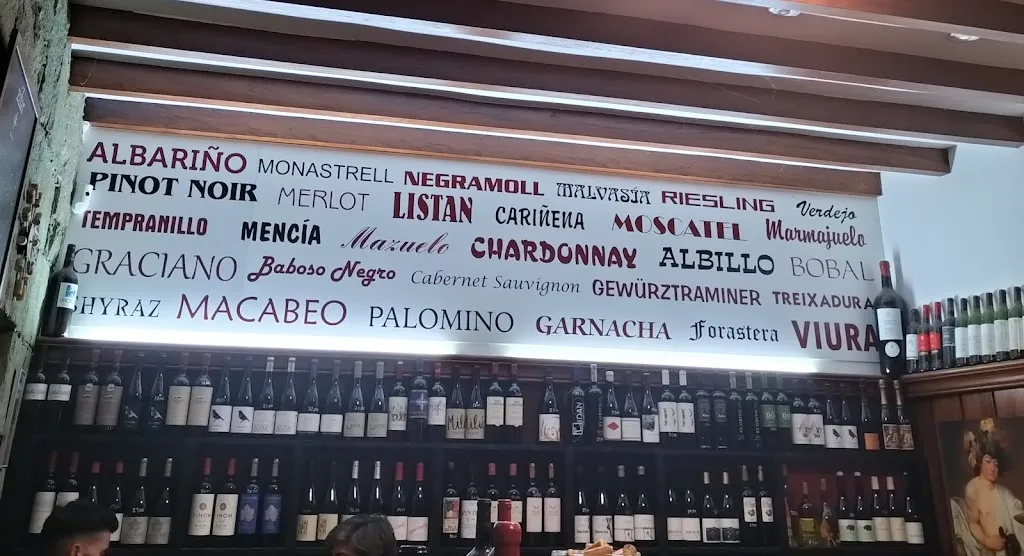 ALBARIÑO MONASTRELL NEGRAMOLL MALVASÍA RIESLING Verdejo
PINOT NOIR MERLOT LISTAN CARIÑENA MOSCATEL Marmajuelo
TEMPRANILLO MENCÍA Mazuelo CHARDONNAY ALBILLO BOBAL
GRACIANO Baboso Negro Cabernet Sauvignon GEWÜRZTRAMINER TREIXADURA
HYRAZ MACABEO PALOMINO GARNACHA Forastera VIURA